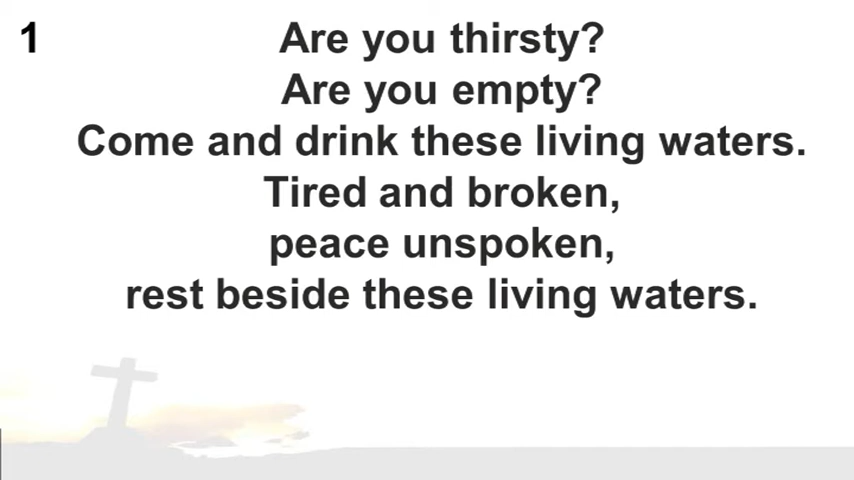 1
Are you thirsty?
Are you empty?
Come and drink these living waters.
Tired and broken,
peace unspoken,
rest beside these living waters.